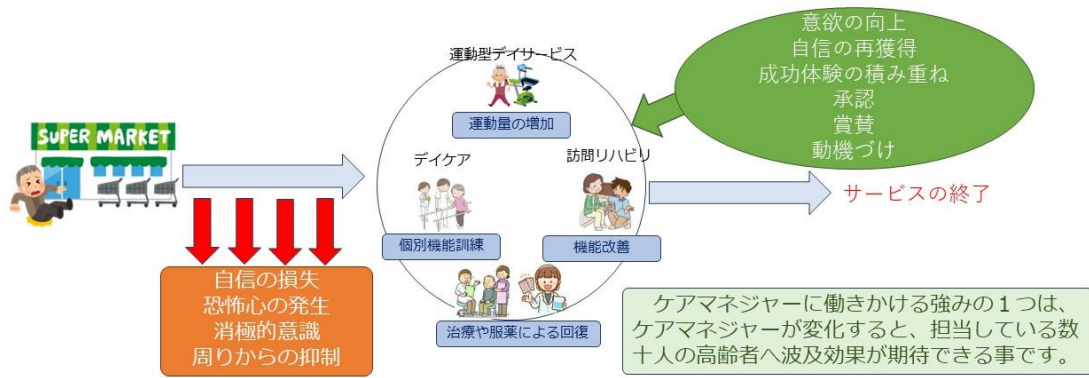 SUPER MARKET
自信の損失
恐怖心の発生
消極的意識
周りからの抑制
運動型デイサービス
運動量の増加
デイケア
個別機能訓練
訪問リハビリ
機能改善
治療や服薬による回復
意欲の向上
自信の再獲得
成功体験の積み重ね
承認
賞賛
動機づけ
サービスの終了
ケアマネジャーに働きかける強みの1つは、
ケアマネジャーが変化すると、担当している数
十人の高齢者へ波及効果が期待できる事です。